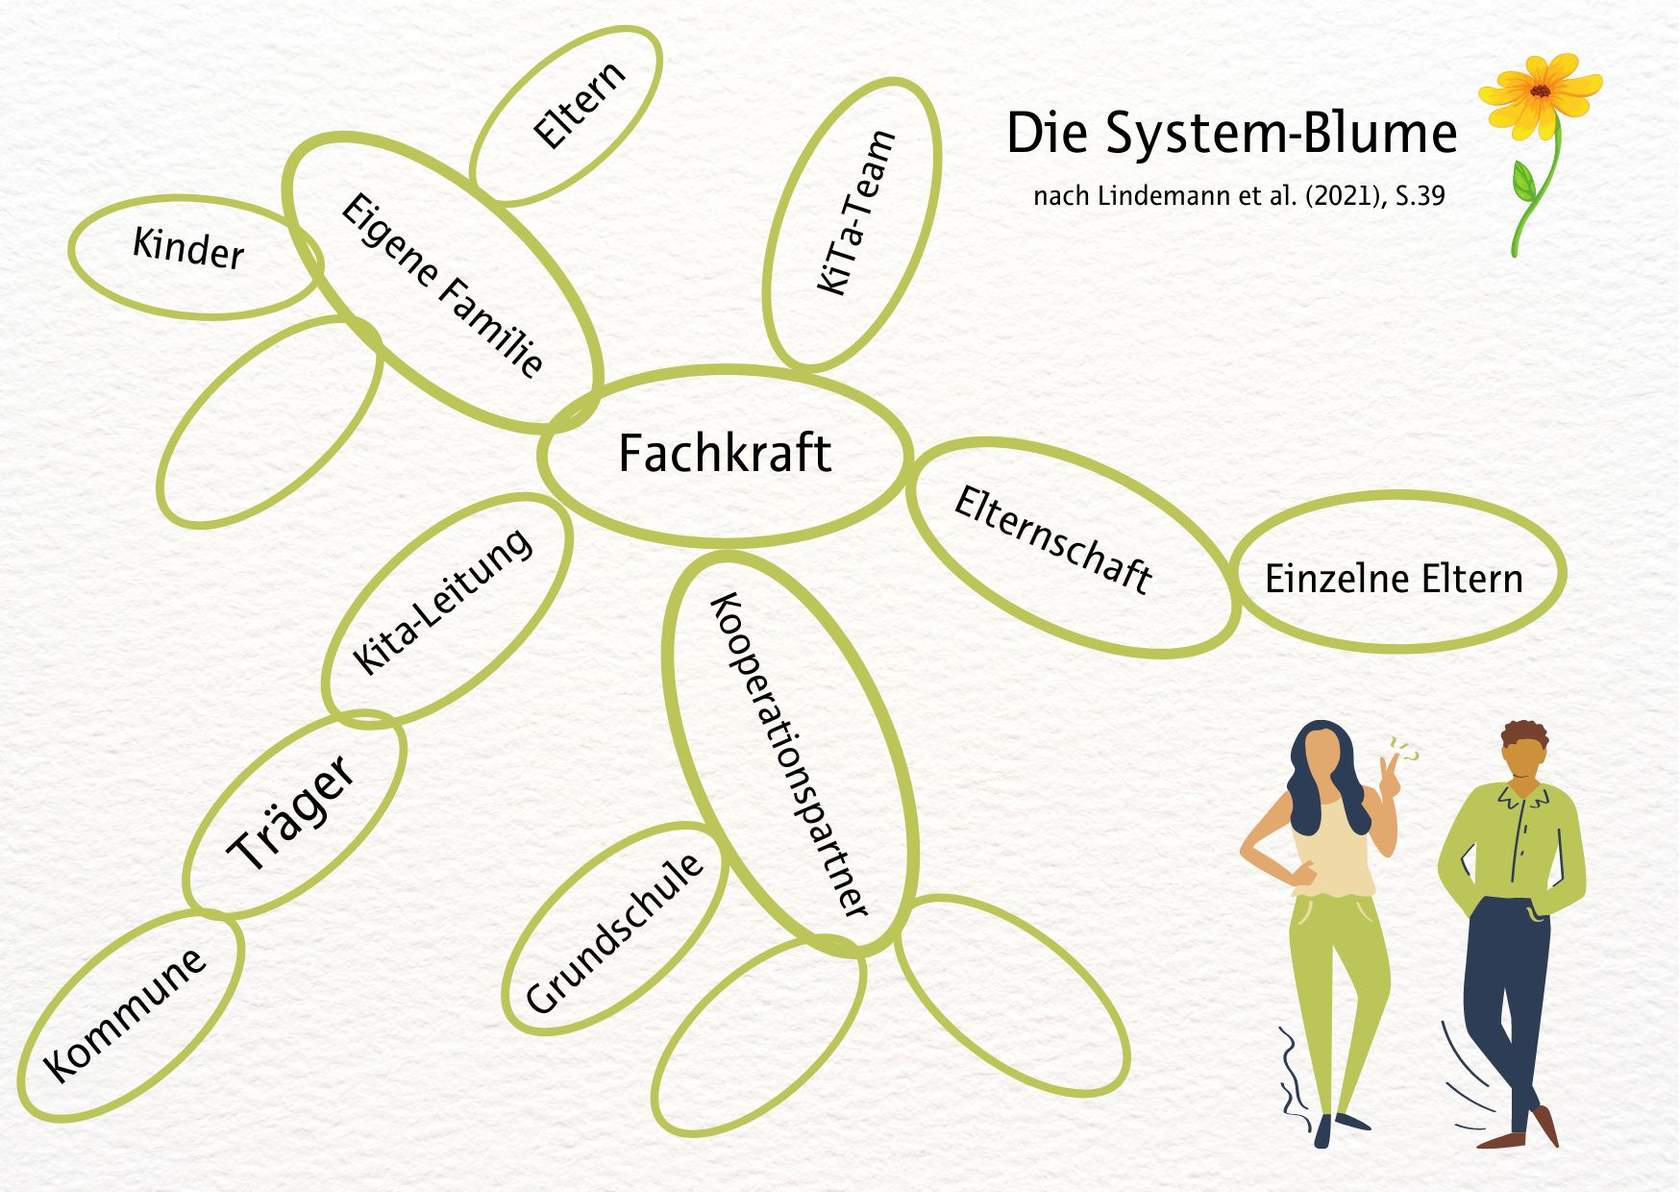 Die System-Blume
nach Lindemann et al. (2021), S.39
Eltern
KiTa-Team
Kinder
Eigene Familie
Fachkraft
Elternschaft
Einzelne Eltern
Kita-Leitung
Kooperationspartner
Träger
Grundschule
Kommune